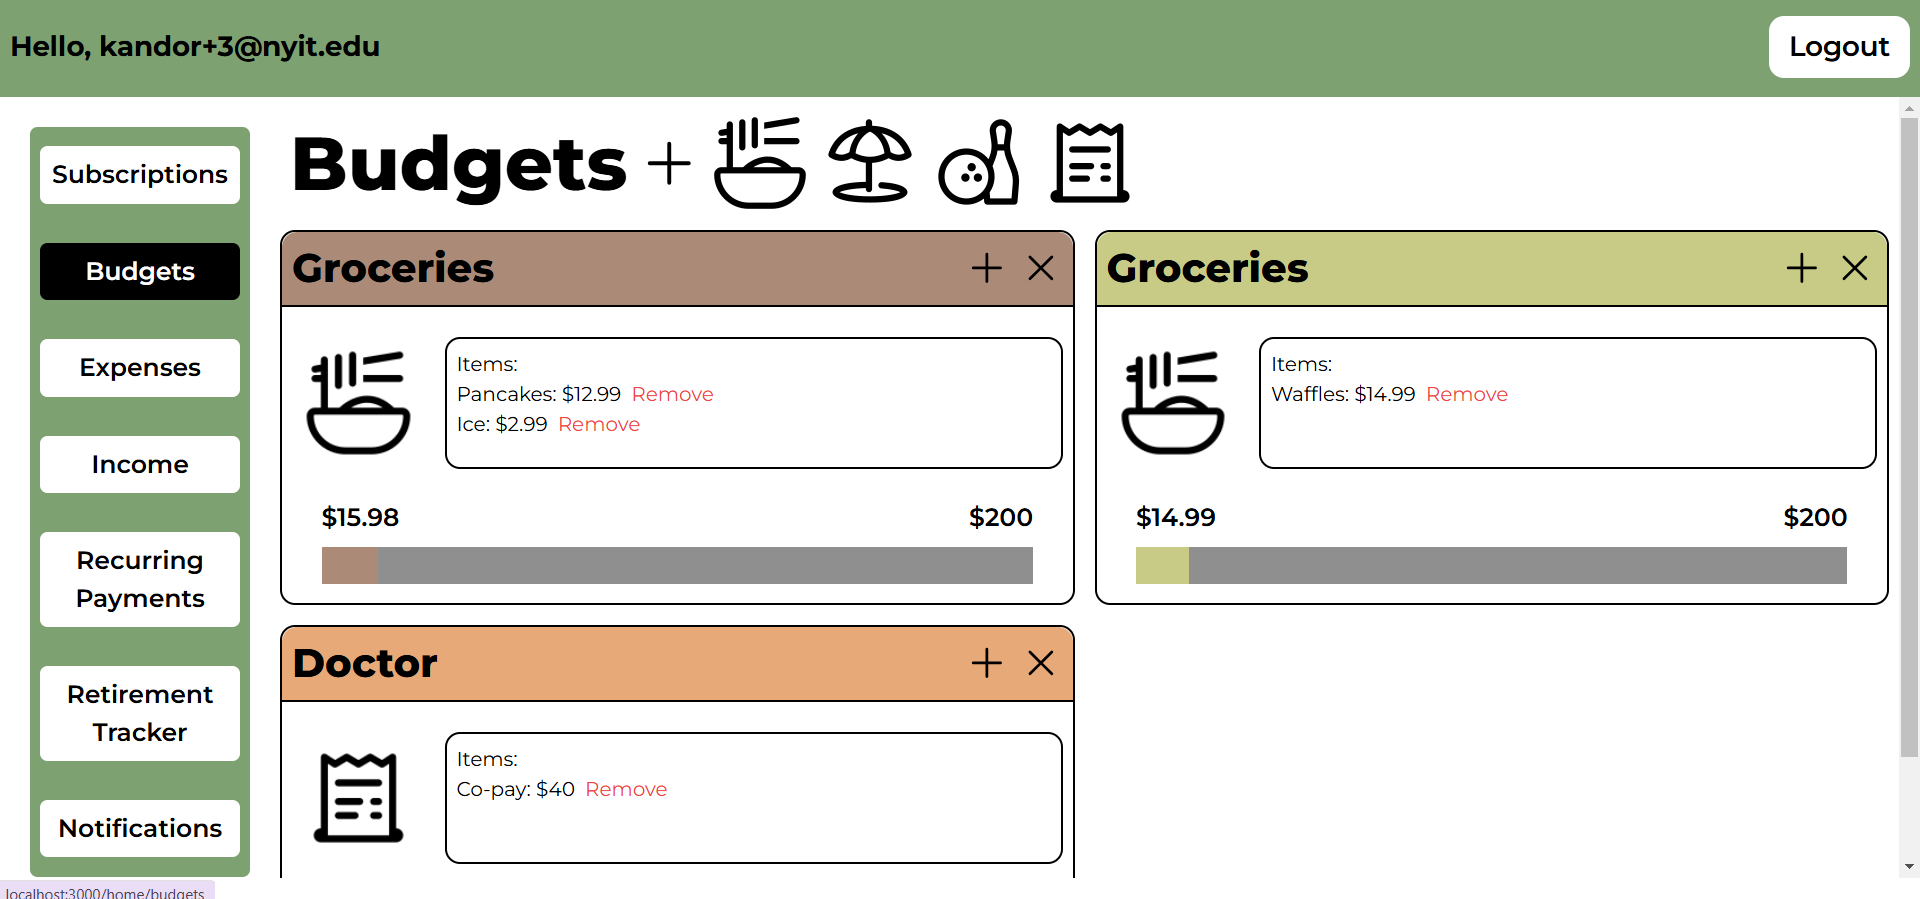 Hello, kandor+3@nyit.edu
Logout
Subscriptions
Budgets
Expenses
Income
Recurring
Payments
Retirement
Tracker
Notifications
Budgets
Groceries
Items:
Pancakes: $12.99 Remove
Ice: $2.99 Remove
$15.98 $200
Groceries
Items:
Waffles: $14.99 Remove
$14.99 $200
Doctor
Items:
Co-pay: $40 Remove
localhost:3000/home/budgets